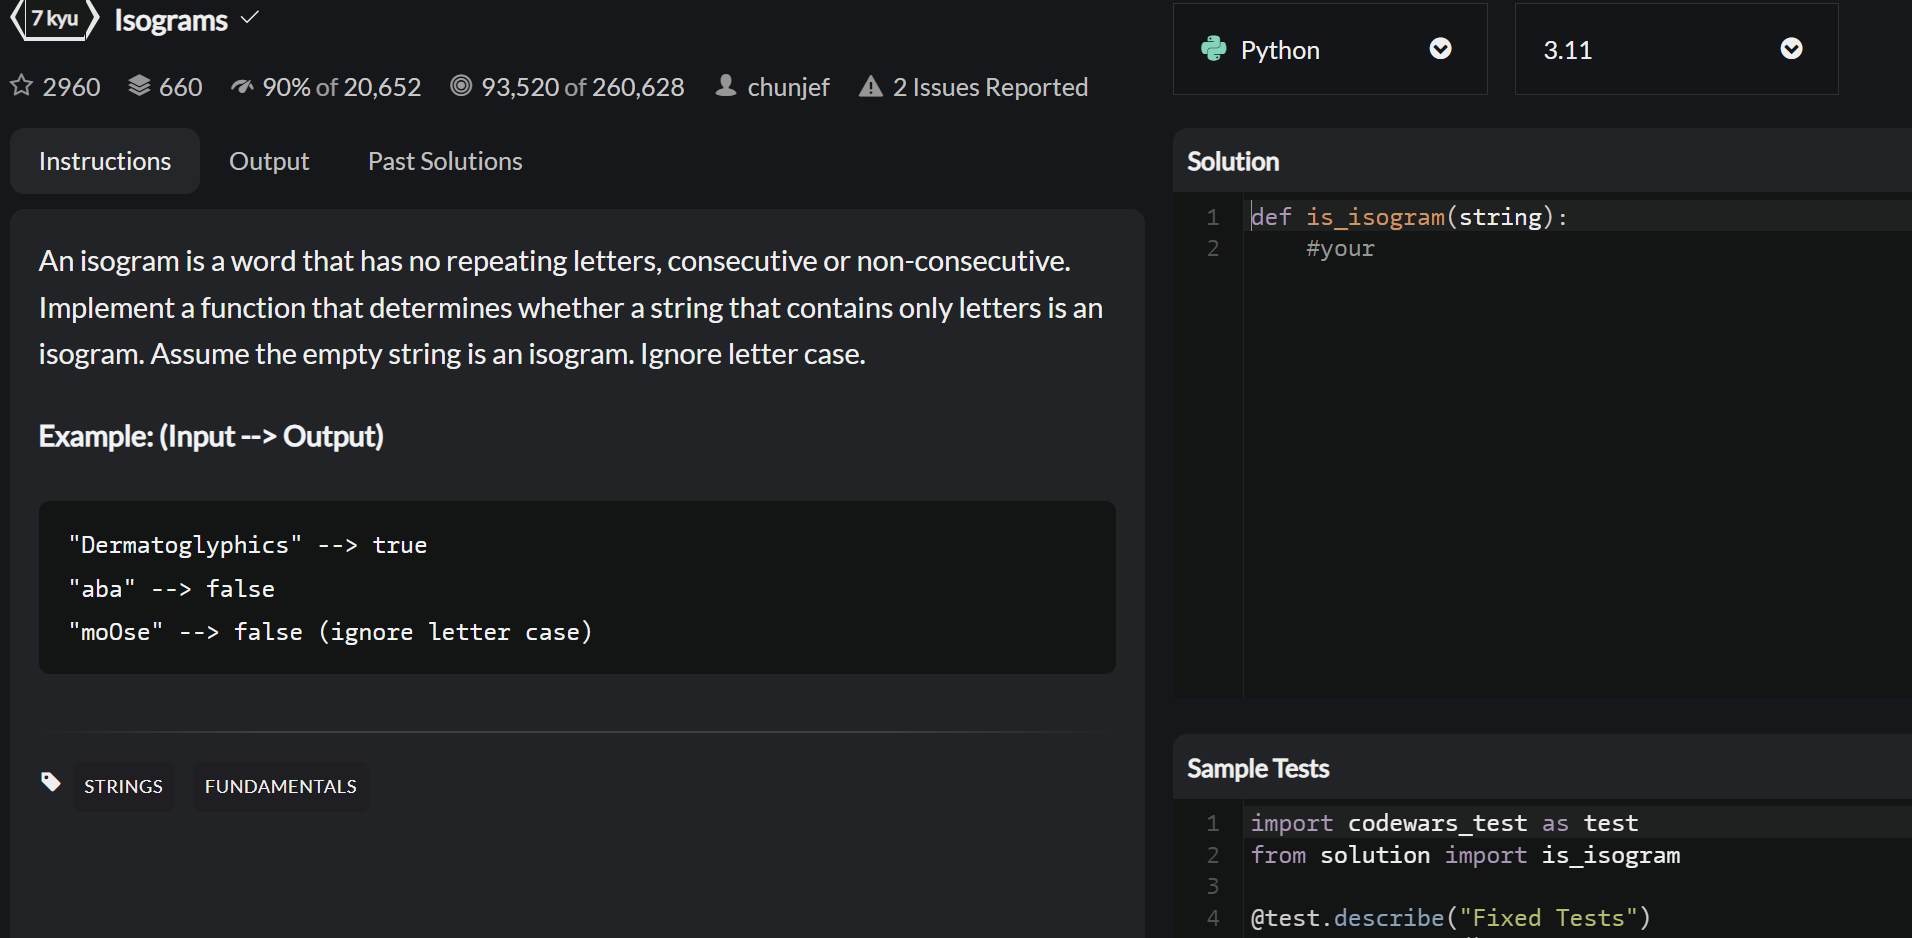 7 kyu Isograms
2960 660 90% of 20,652 93,520 of 260,628 chunjef 2 Issues Reported
Instructions Output Past Solutions
An isogram is a word that has no repeating letters, consecutive or non-consecutive.
Implement a function that determines whether a string that contains only letters is an
isogram. Assume the empty string is an isogram. Ignore letter case.
Example: (Input --> Output)
"Dermatoglyphics" --> true
"aba" --> false
"moOse" --> false (ignore letter case)
STRINGS FUNDAMENTALS
Python 3.11
Solution
1 def is_isogram(string):
2 #your
Sample Tests
1 import codewars_test as test
2 from solution import is_isogram
3
4 @test.describe("Fixed Tests")